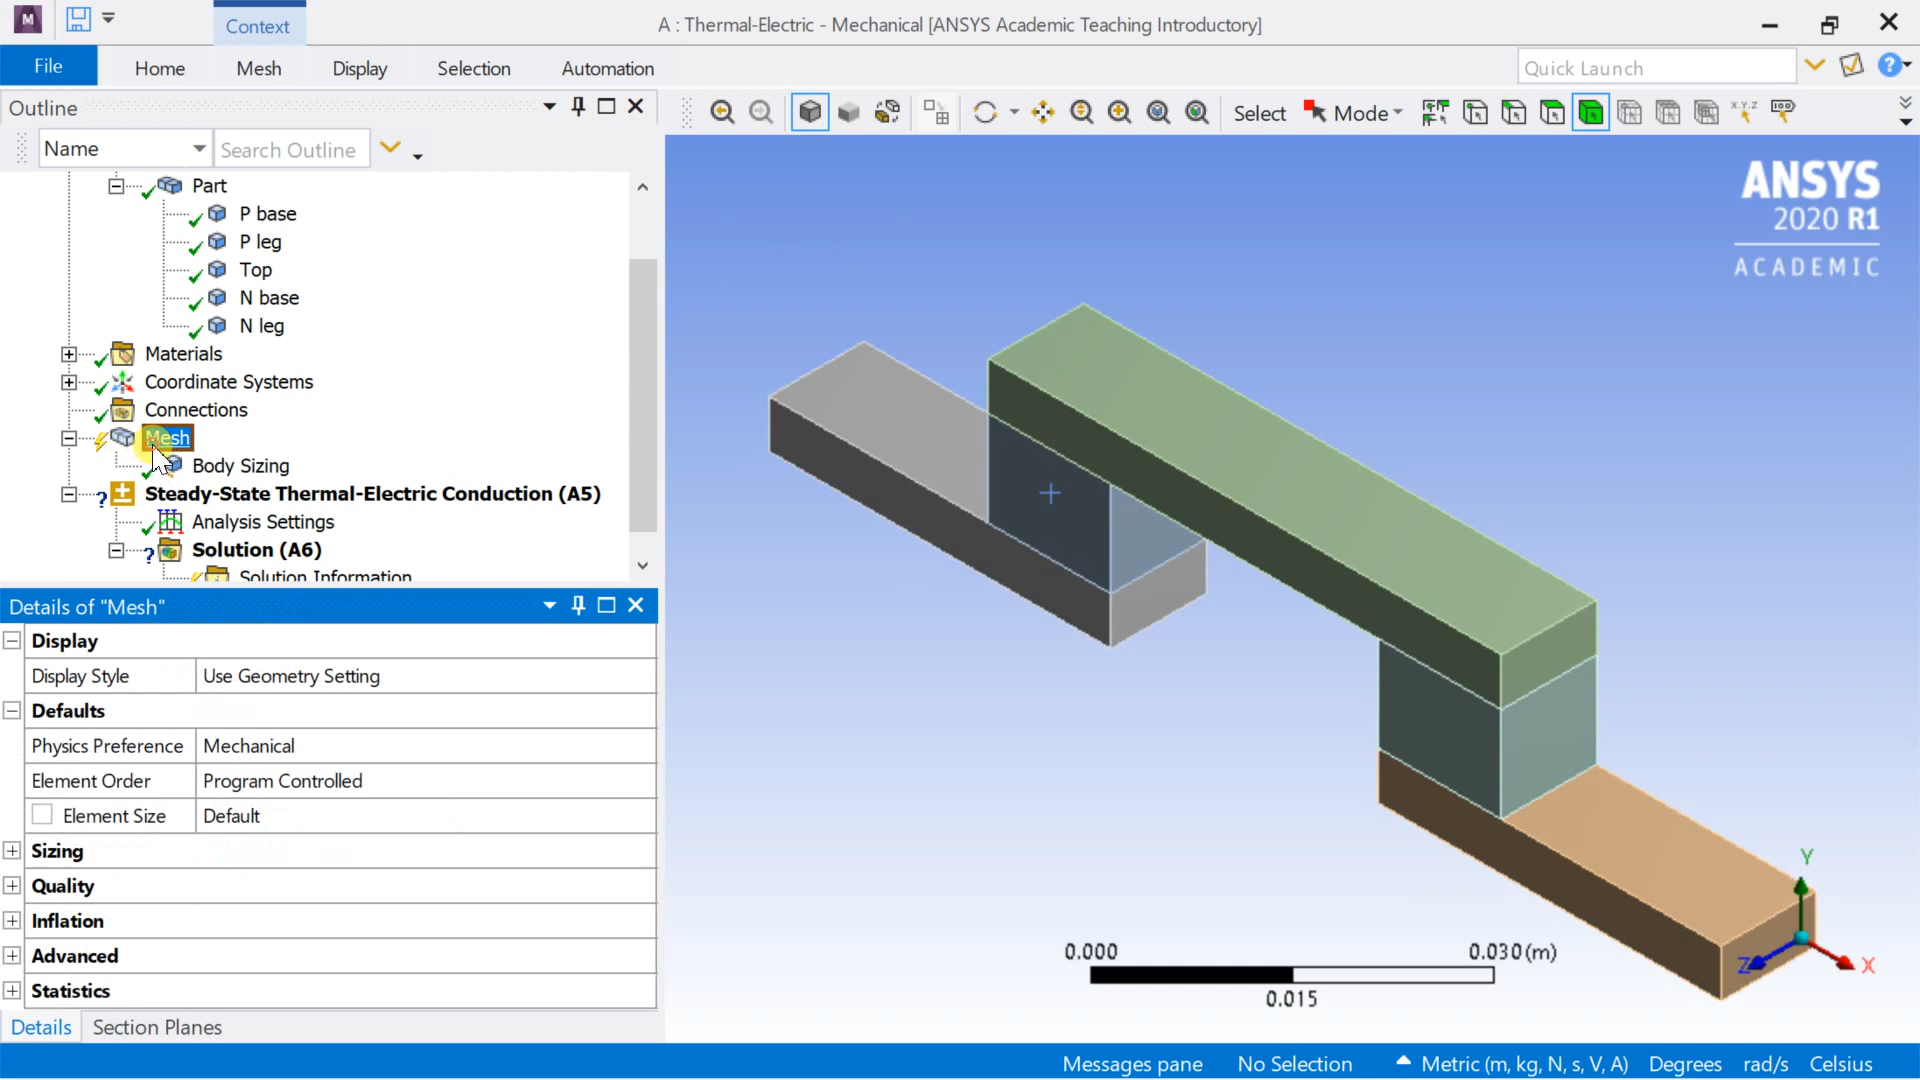 M
Context
A : Thermal-Electric - Mechanical [ANSYS Academic Teaching Introductory]
File
Home
Mesh
Display
Selection
Automation
Quick Launch
Outline
Select
Mode
Name
Search Outline
Part
P base
P leg
Top
N base
N leg
Materials
Coordinate Systems
Connections
Mesh
Body Sizing
Steady-State Thermal-Electric Conduction (A5)
Analysis Settings
Solution (A6)
Solution Information
Details of "Mesh"
Display
Display Style Use Geometry Setting
Defaults
Physics Preference Mechanical
Element Order Program Controlled
Element Size Default
Sizing
Quality
Inflation
Advanced
Statistics
Details
Section Planes
ANSYS
2020 R1
ACADEMIC
0.000
0.030 (m)
0.015
Y
Z
X
Messages pane
No Selection
Metric (m, kg, N, s, V, A)
Degrees
rad/s
Celsius